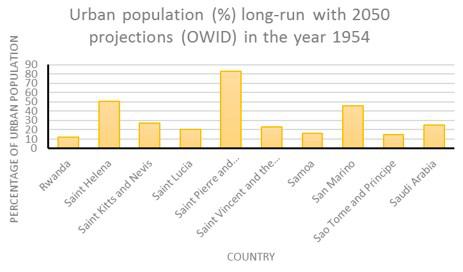 Urban population (%) long-run with 2050
projections (OWID) in the year 1954
PERCENTAGE OF URBAN POPULATION
90
80
70
60
50
40
30
20
10
0
Rwanda
Saint Helena
Saint Kitts and Nevis
Saint Lucia
Saint Pierre and...
Saint Vincent and the...
Samoa
San Marino
Sao Tome and Principe
Saudi Arabia
COUNTRY